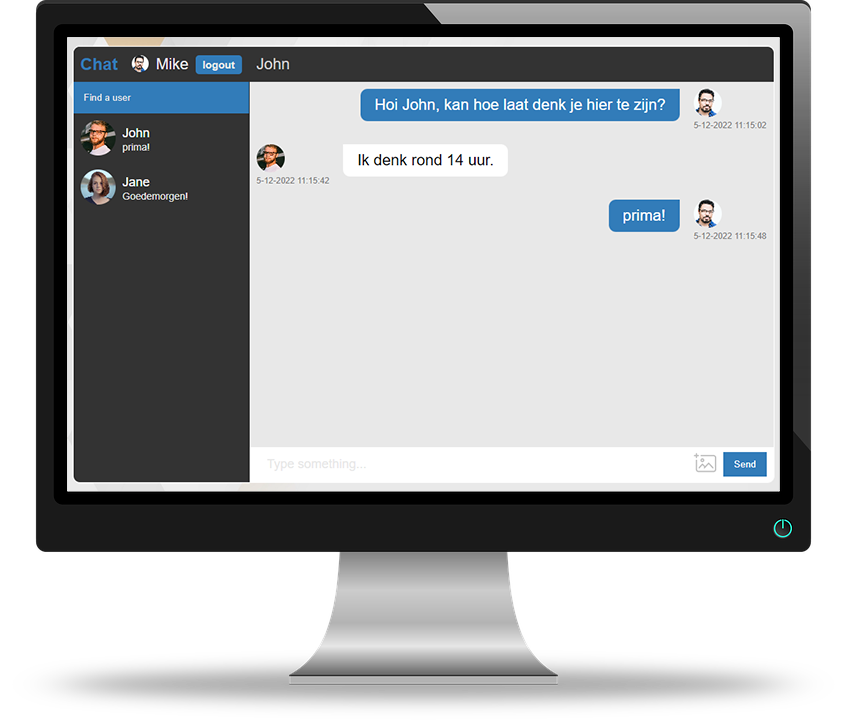 Chat Mike logout John
Find a user
John
prima!
Jane
Goedemorgen!
Hoi John, kan hoe laat denk je hier te zijn?
5-12-2022 11:15:02
Ik denk rond 14 uur.
5-12-2022 11:15:42
prima!
5-12-2022 11:15:48
Type something...
Send